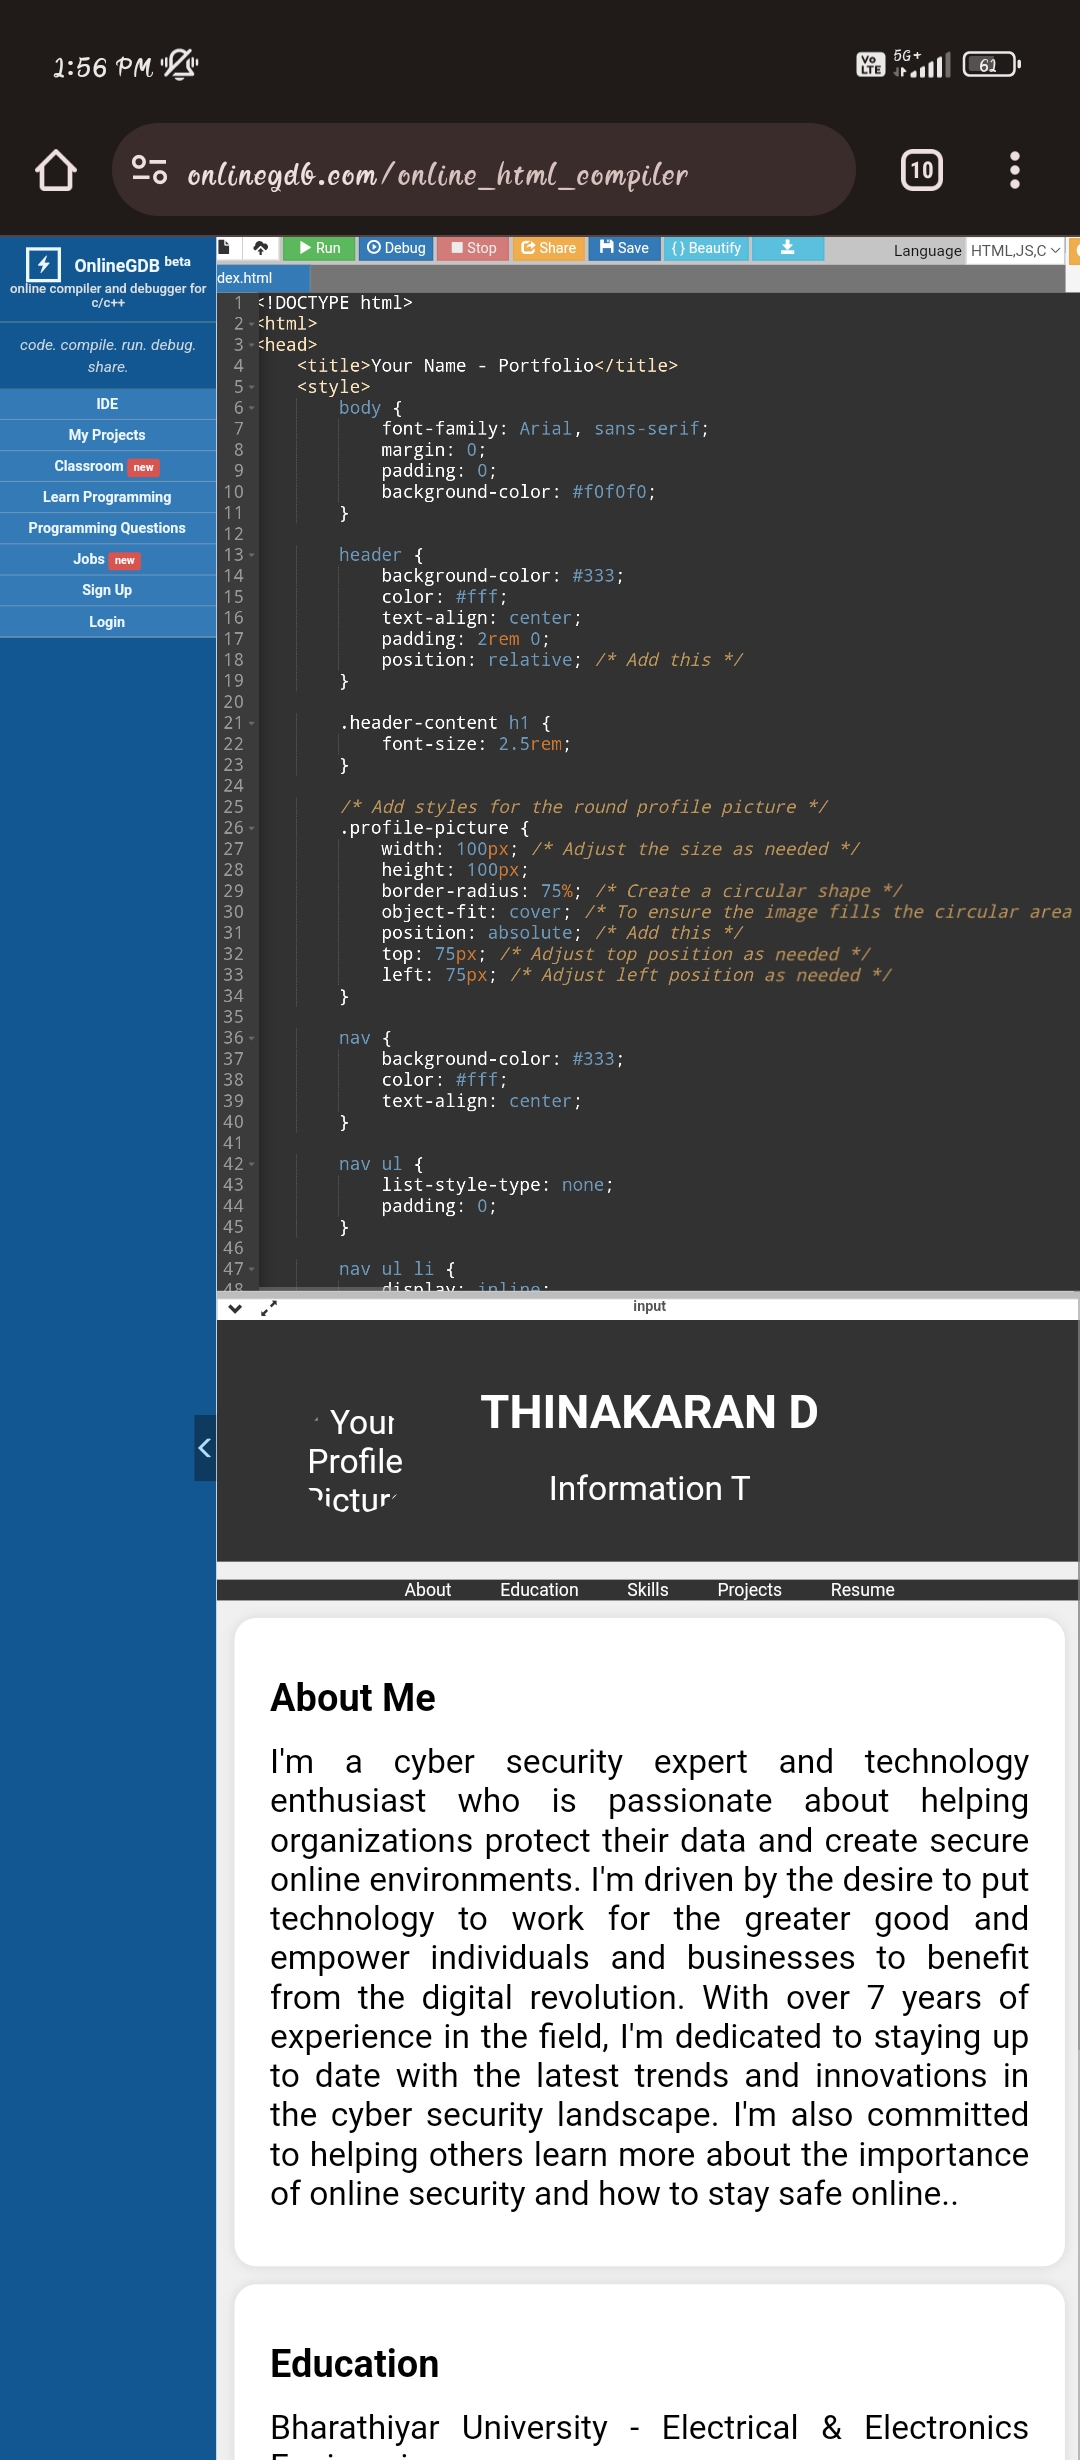 1:56 PM
Vo LTE 5G+ 61
onlinegdb.com/online_html_compiler
10
OnlineGDB beta
online compiler and debugger for
c/c++
code. compile. run. debug.
share.
IDE
My Projects
Classroom new
Learn Programming
Programming Questions
Jobs new
Sign Up
Login
Run Debug Stop Share Save {} Beautify
Language HTML,JS,C
dex.html
1 <!DOCTYPE html>
2 <html>
3 <head>
4 <title>Your Name - Portfolio</title>
5 <style>
6 body {
7 font-family: Arial, sans-serif;
8 margin: 0;
9 padding: 0;
10 background-color: #f0f0f0;
11 }
12
13 header {
14 background-color: #333;
15 color: #fff;
16 text-align: center;
17 padding: 2rem 0;
18 position: relative; /* Add this */
19 }
20
21 .header-content h1 {
22 font-size: 2.5rem;
23 }
24
25 /* Add styles for the round profile picture */
26 .profile-picture {
27 width: 100px; /* Adjust the size as needed */
28 height: 100px;
29 border-radius: 75%; /* Create a circular shape */
30 object-fit: cover; /* To ensure the image fills the circular area
31 position: absolute; /* Add this */
32 top: 75px; /* Adjust top position as needed */
33 left: 75px; /* Adjust left position as needed */
34 }
35
36 nav {
37 background-color: #333;
38 color: #fff;
39 text-align: center;
40 }
41
42 nav ul {
43 list-style-type: none;
44 padding: 0;
45 }
46
47 nav ul li {
48 display: inline;
input
THINAKARAN D
Your
Profile
Picture
Information T
About Education Skills Projects Resume
About Me
I'm a cyber security expert and technology
enthusiast who is passionate about helping
organizations protect their data and create secure
online environments. I'm driven by the desire to put
technology to work for the greater good and
empower individuals and businesses to benefit
from the digital revolution. With over 7 years of
experience in the field, I'm dedicated to staying up
to date with the latest trends and innovations in
the cyber security landscape. I'm also committed
to helping others learn more about the importance
of online security and how to stay safe online..
Education
Bharathiyar University - Electrical & Electronics